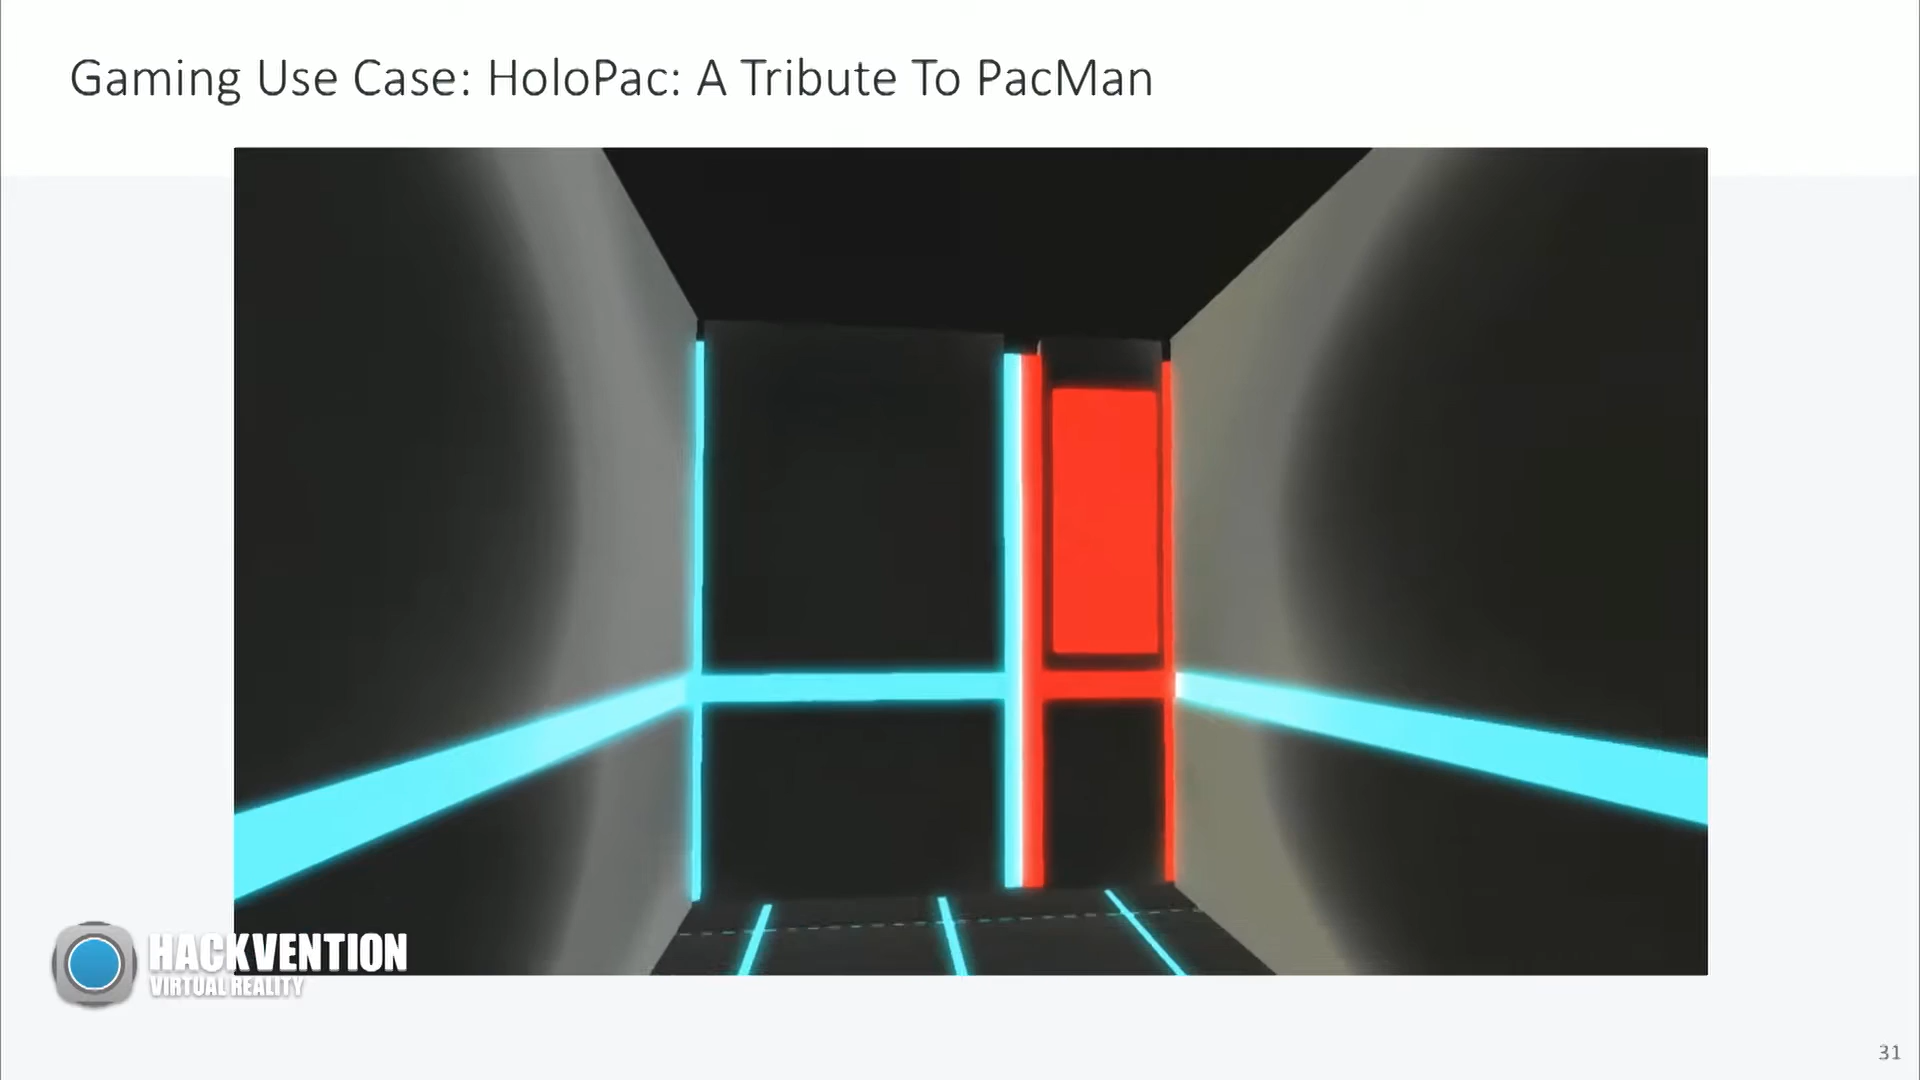 Gaming Use Case: HoloPac: A Tribute To PacMan
HACKVENTION
VIRTUAL REALITY
31